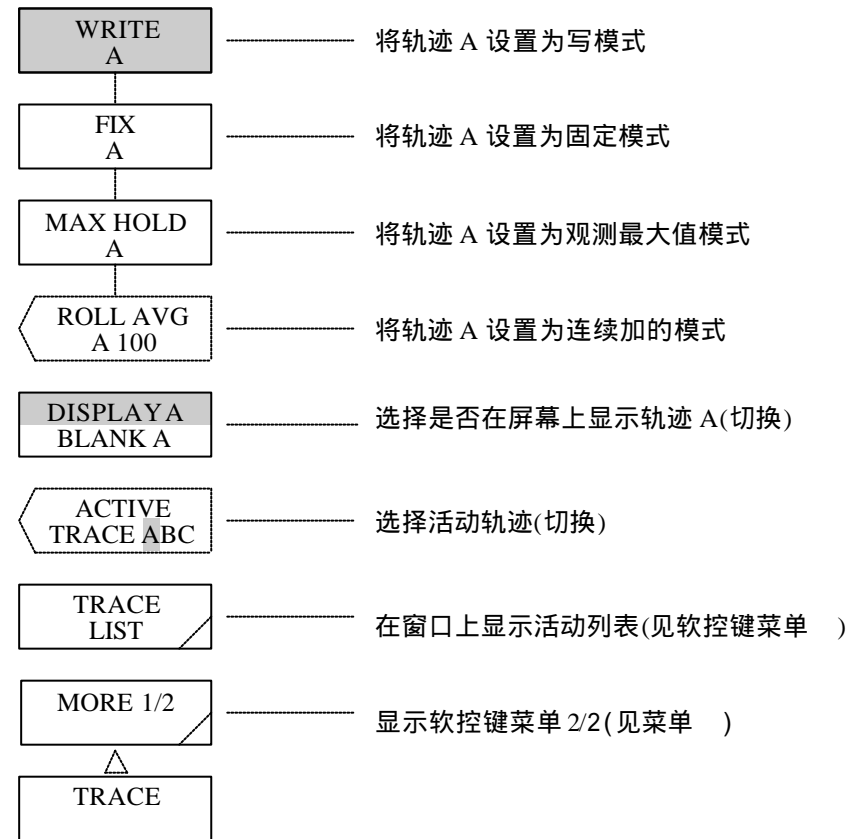 WRITE
A
将轨迹 A 设置为写模式
FIX
A
将轨迹 A 设置为固定模式
MAX HOLD
A
将轨迹 A 设置为观测最大值模式
ROLL AVG
A 100
将轨迹 A 设置为连续加的模式
DISPLAY A
BLANK A
选择是否在屏幕上显示轨迹 A(切换)
ACTIVE
TRACE ABC
选择活动轨迹(切换)
TRACE
LIST
在窗口上显示活动列表(见软控键菜单 )
MORE 1/2
显示软控键菜单 2/2(见菜单 )
TRACE